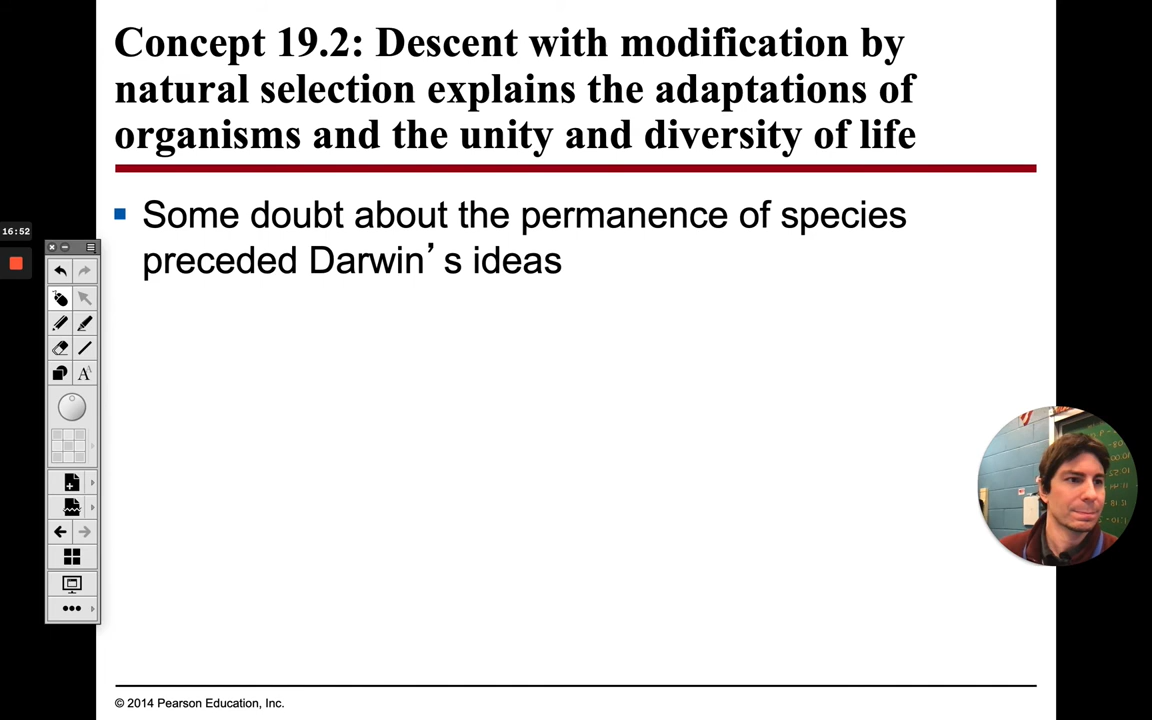 Concept 19.2: Descent with modification by
natural selection explains the adaptations of
organisms and the unity and diversity of life
Some doubt about the permanence of species
preceded Darwin’s ideas
16:52
A
© 2014 Pearson Education, Inc.